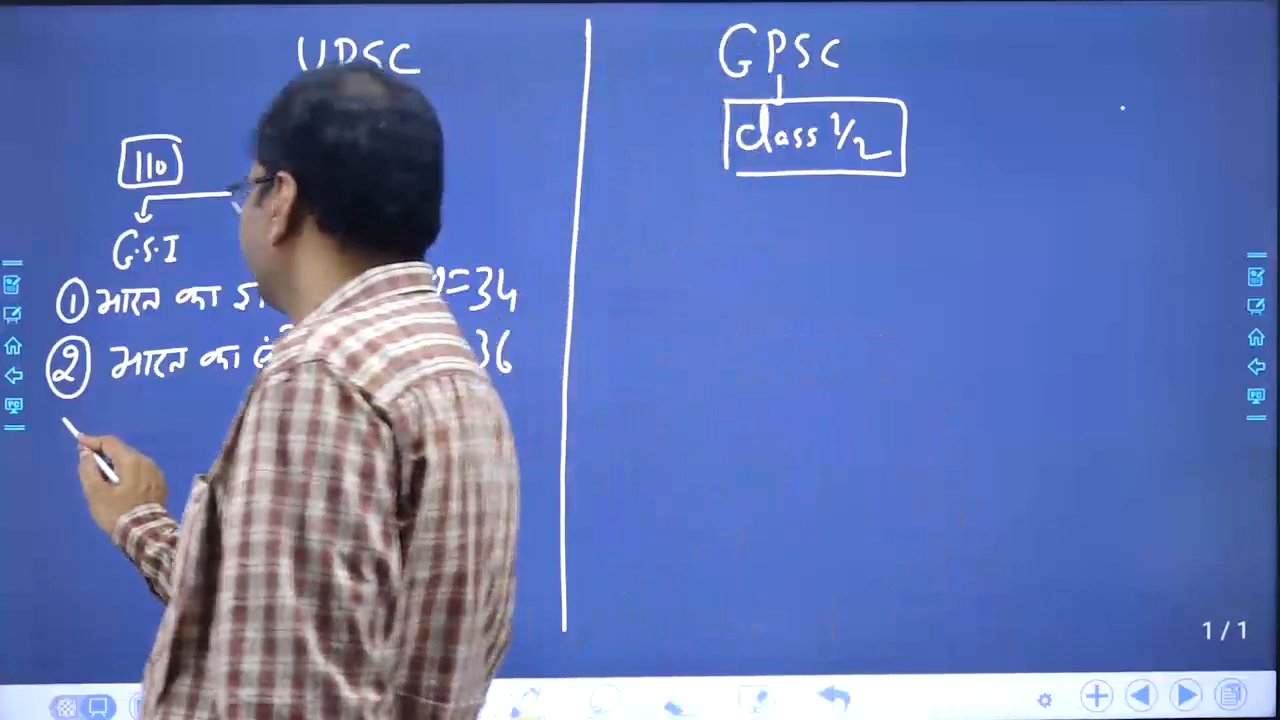 UPSC
110
G.S.I
① भारत का =34
② भारत का 36
GPSC
class 1/2
1/1